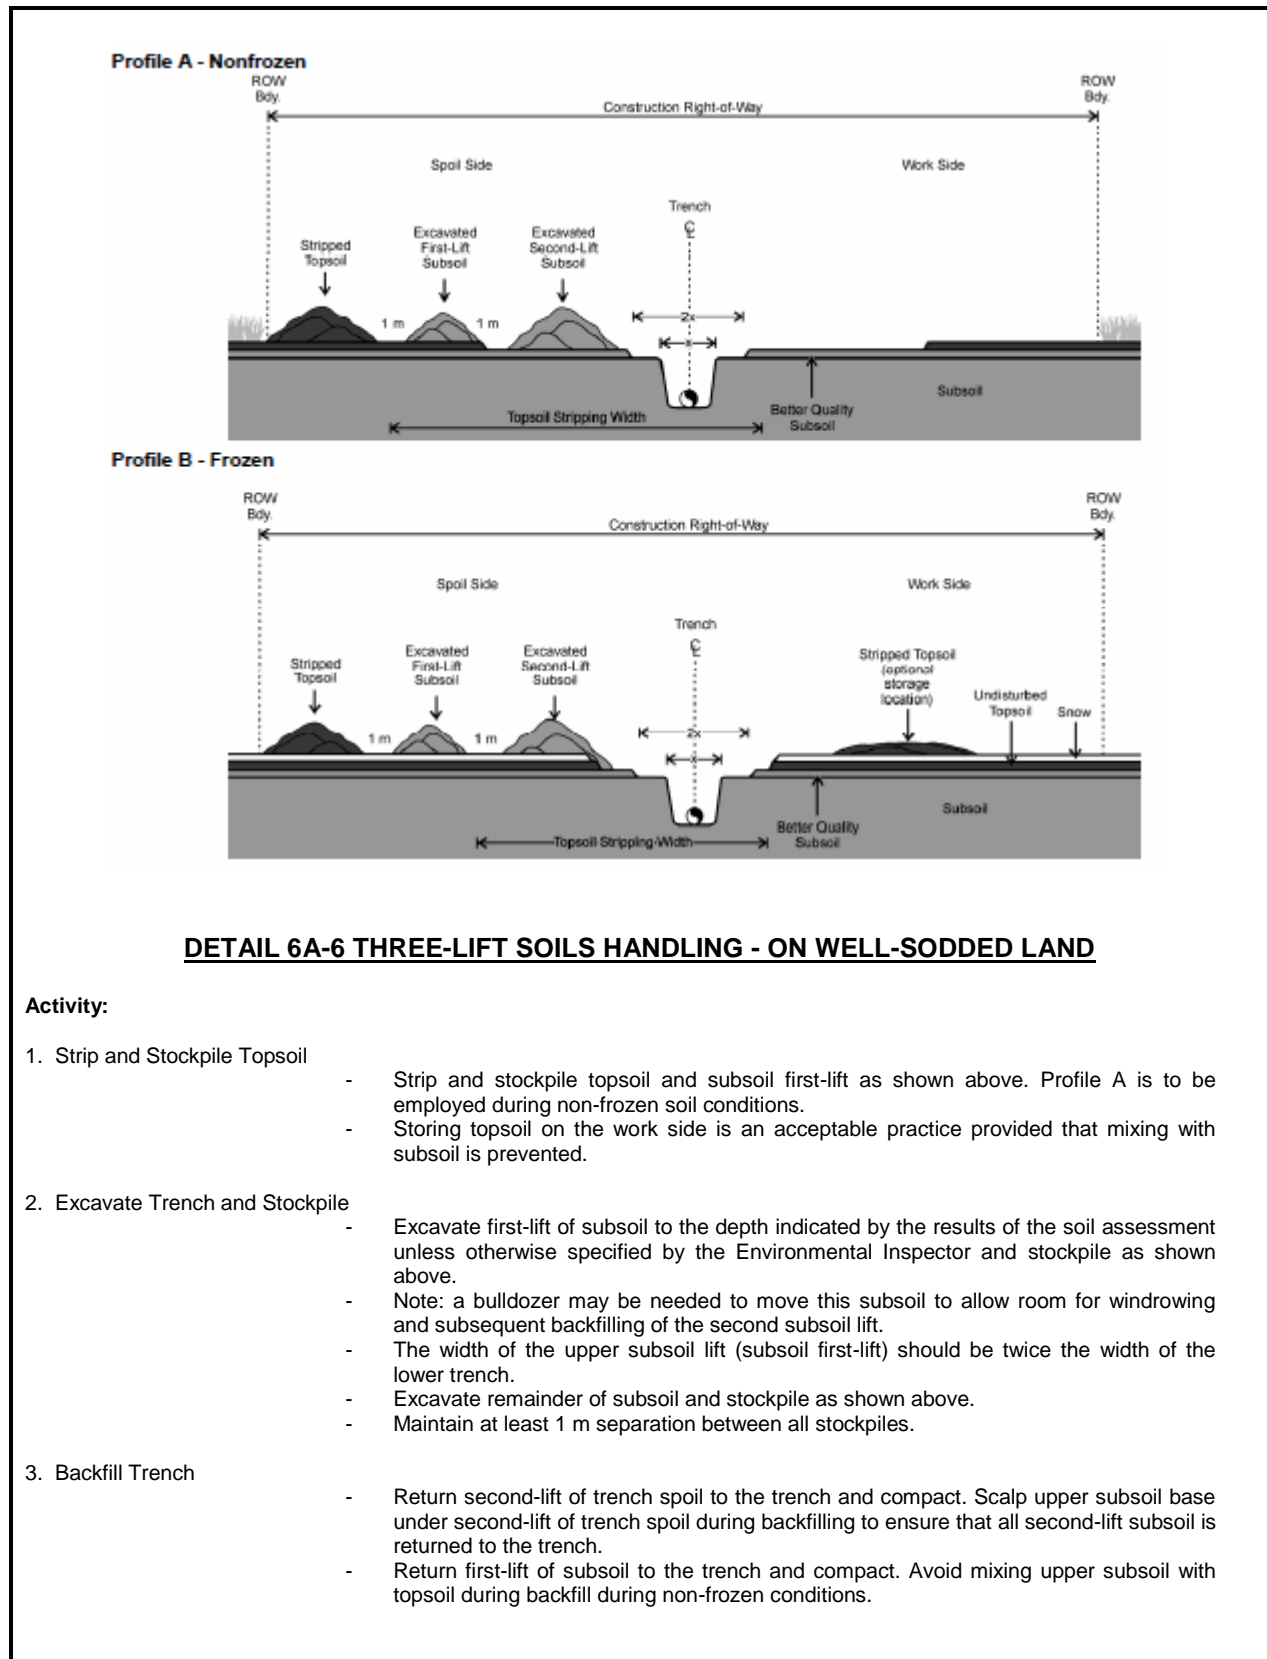 Profile A - Nonfrozen
ROW
Bdy.
ROW
Bdy.
Construction Right-of-Way
Spoil Side
Work Side
Trench
℄
Stripped
Topsoil
Excavated
First-Lift
Subsoil
Excavated
Second-Lift
Subsoil
1 m
1 m
2x
x
Subsoil
Better Quality
Subsoil
Topsoil Stripping Width
Profile B - Frozen
ROW
Bdy.
ROW
Bdy.
Construction Right-of-Way
Spoil Side
Work Side
Trench
℄
Stripped
Topsoil
Excavated
First-Lift
Subsoil
Excavated
Second-Lift
Subsoil
Stripped Topsoil
(optional
storage
location)
Undisturbed
Topsoil
Snow
1 m
1 m
2x
x
Subsoil
Better Quality
Subsoil
Topsoil Stripping Width
DETAIL 6A-6 THREE-LIFT SOILS HANDLING - ON WELL-SODDED LAND
Activity:
1. Strip and Stockpile Topsoil
- Strip and stockpile topsoil and subsoil first-lift as shown above. Profile A is to be
employed during non-frozen soil conditions.
- Storing topsoil on the work side is an acceptable practice provided that mixing with
subsoil is prevented.
2. Excavate Trench and Stockpile
- Excavate first-lift of subsoil to the depth indicated by the results of the soil assessment
unless otherwise specified by the Environmental Inspector and stockpile as shown
above.
- Note: a bulldozer may be needed to move this subsoil to allow room for windrowing
and subsequent backfilling of the second subsoil lift.
- The width of the upper subsoil lift (subsoil first-lift) should be twice the width of the
lower trench.
- Excavate remainder of subsoil and stockpile as shown above.
- Maintain at least 1 m separation between all stockpiles.
3. Backfill Trench
- Return second-lift of trench spoil to the trench and compact. Scalp upper subsoil base
under second-lift of trench spoil during backfilling to ensure that all second-lift subsoil is
returned to the trench.
- Return first-lift of subsoil to the trench and compact. Avoid mixing upper subsoil with
topsoil during backfill during non-frozen conditions.